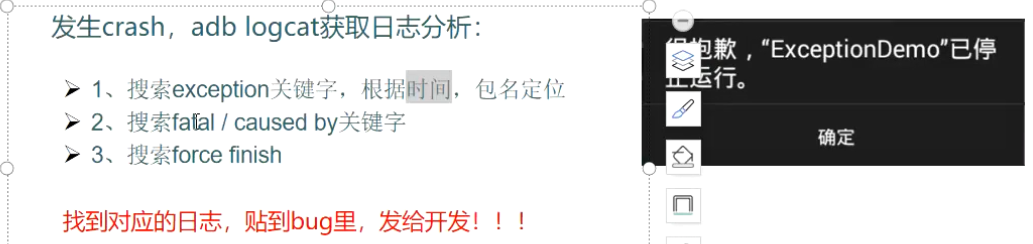 发生crash，adb logcat获取日志分析：
1、搜索exception关键字，根据时间，包名定位
2、搜索fatal / caused by关键字
3、搜索force finish
找到对应的日志，贴到bug里，发给开发！！！
很抱歉，“ExceptionDemo”已停
止运行。
确定